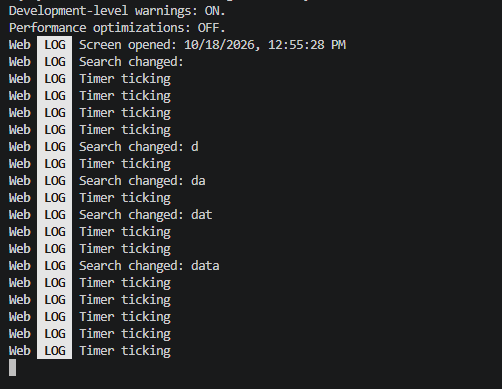 Development-level warnings: ON.
Performance optimizations: OFF.
Web LOG Screen opened: 10/18/2026, 12:55:28 PM
Web LOG Search changed:
Web LOG Timer ticking
Web LOG Timer ticking
Web LOG Timer ticking
Web LOG Timer ticking
Web LOG Search changed: d
Web LOG Timer ticking
Web LOG Search changed: da
Web LOG Timer ticking
Web LOG Search changed: dat
Web LOG Timer ticking
Web LOG Timer ticking
Web LOG Search changed: data
Web LOG Timer ticking
Web LOG Timer ticking
Web LOG Timer ticking
Web LOG Timer ticking
Web LOG Timer ticking